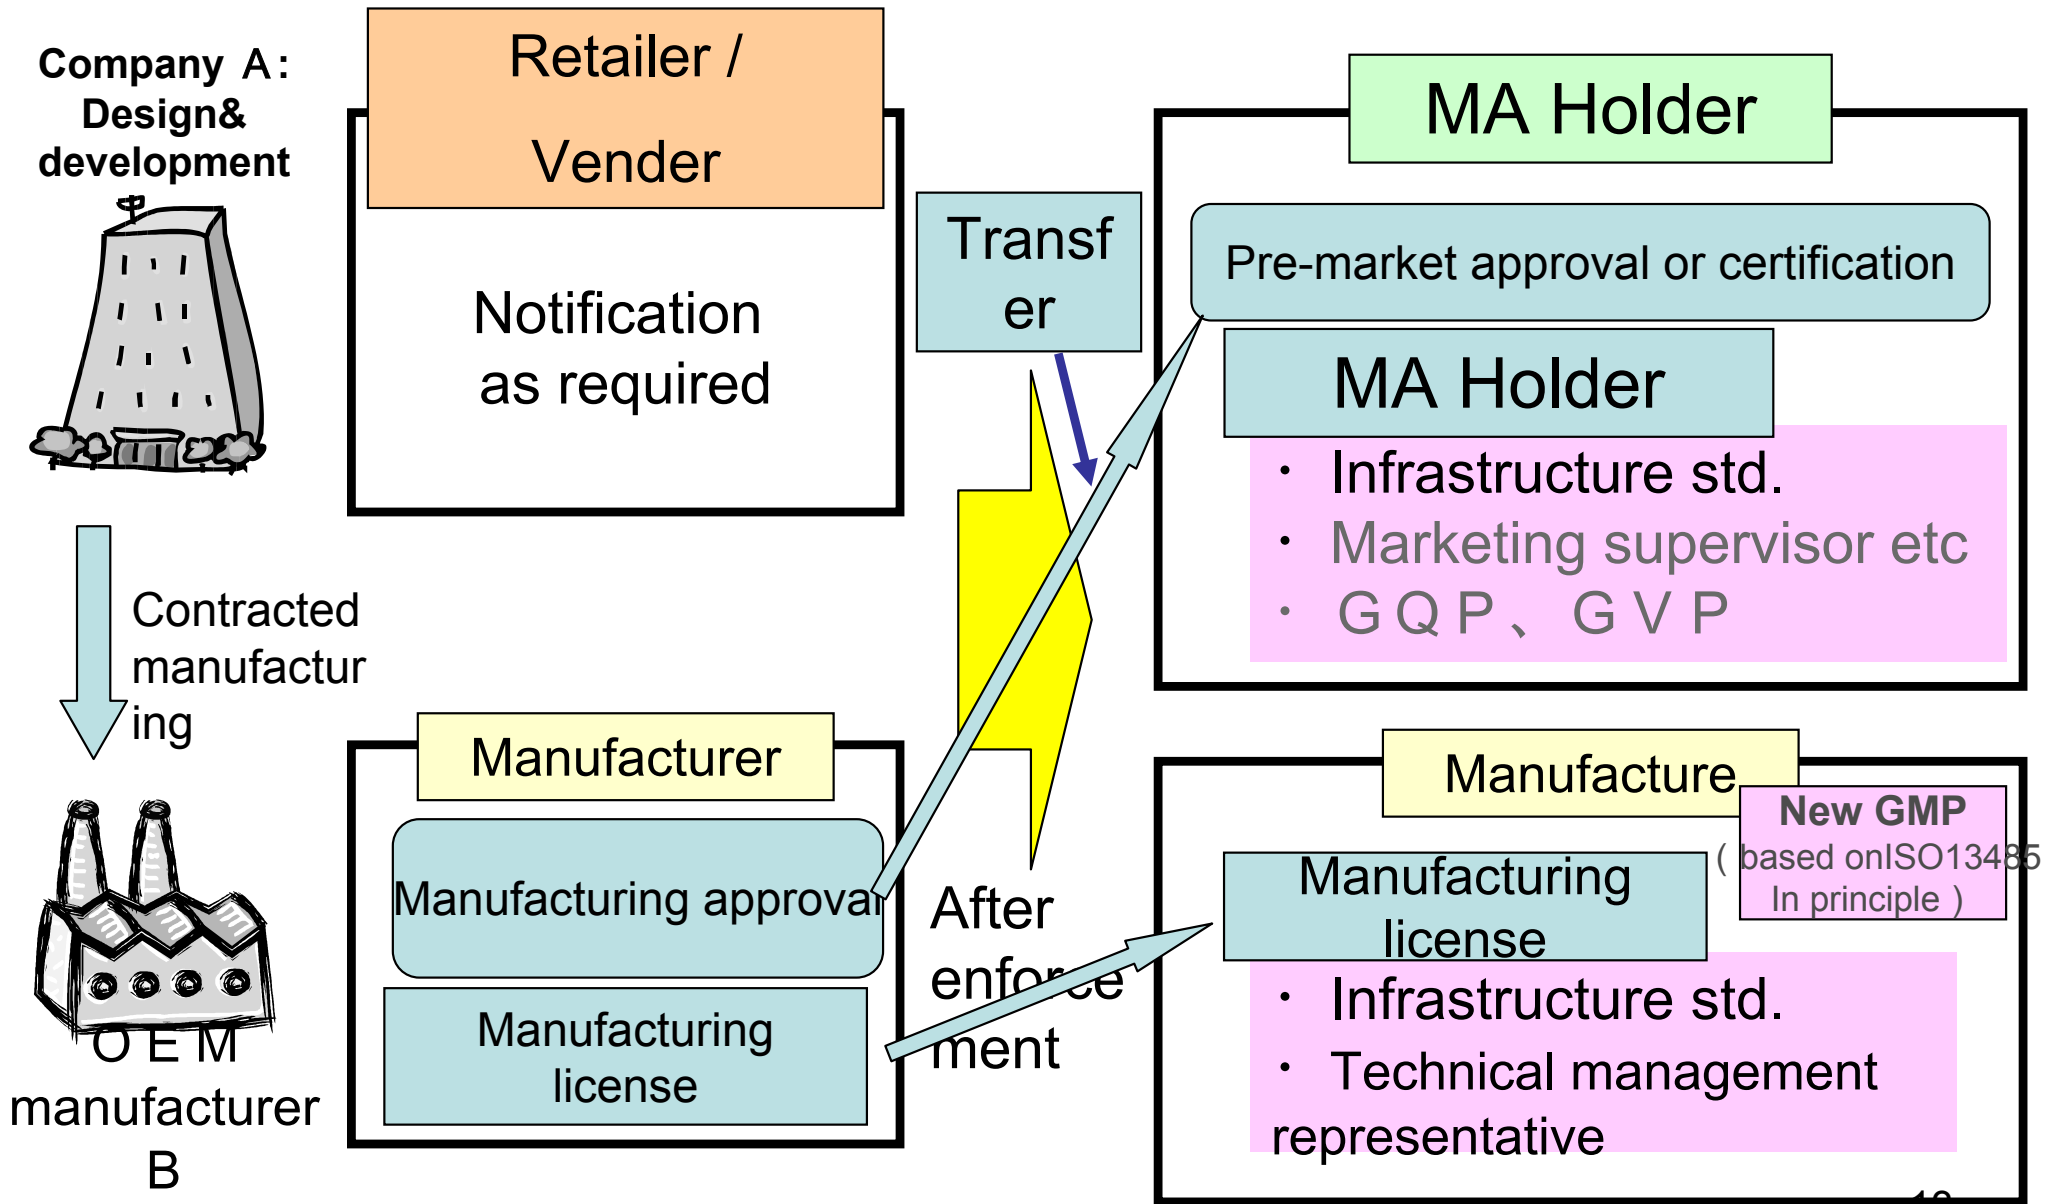 Company A:
Design&
development
Retailer /
Vender
Notification
as required
Transf
er
MA Holder
Pre-market approval or certification
MA Holder
・ Infrastructure std.
・ Marketing supervisor etc
・ ＧＱＰ、ＧＶＰ
Contracted
manufactur
ing
Manufacturer
Manufacturing approval
Manufacturing
license
After
enforce
ment
Manufacture
New GMP
( based onISO13485
In principle )
Manufacturing
license
・ Infrastructure std.
・ Technical management
representative
ＯＥＭ
manufacturer
B